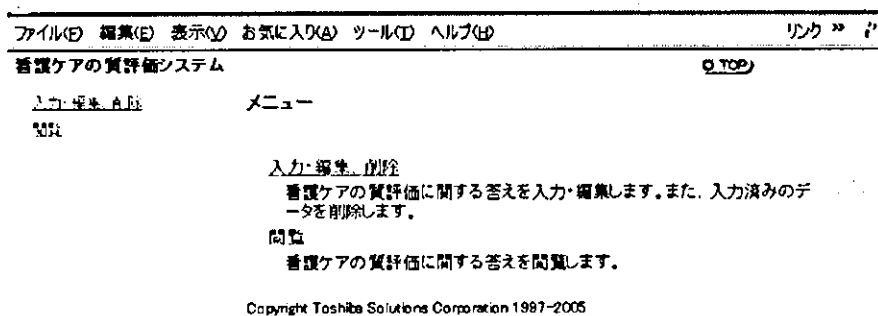 ファイル(F) 編集(E) 表示(V) お気に入り(A) ツール(T) ヘルプ(H) リンク »
看護ケアの質評価システム TOP
入力・編集、削除 メニュー
閲覧
入力・編集、削除
看護ケアの質評価に関する答えを入力・編集します。また、入力済みのデ
ータを削除します。
閲覧
看護ケアの質評価に関する答えを閲覧します。
Copyright Toshiba Solutions Corporation 1997-2005